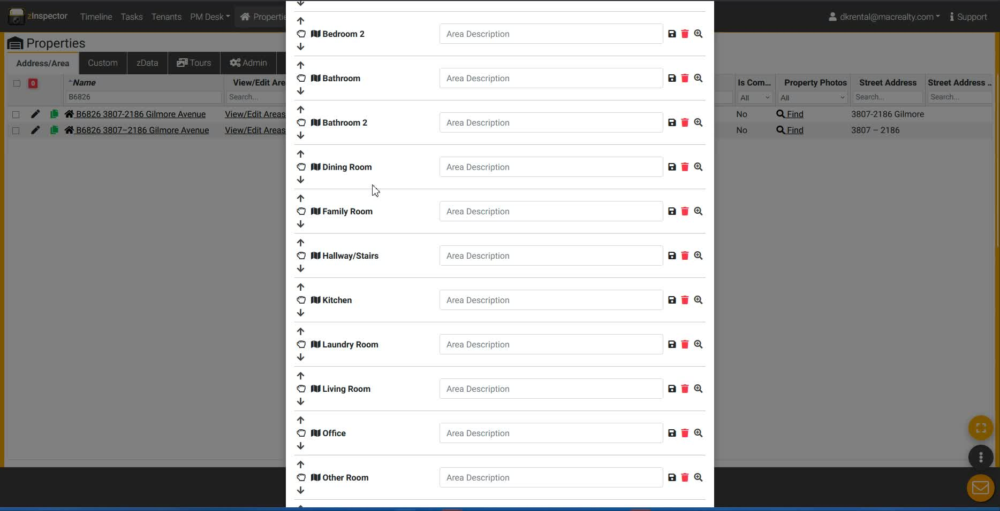 zInspector
Timeline
Tasks
Tenants
PM Desk
Properti
dkrental@macrealty.com
Support
Properties
Address/Area
Custom
zData
Tours
Admin
0
Name
View/Edit Are
Is Com...
Property Photos
Street Address
Street Address ..
B6826
Search...
All
All
Search...
Search...
B6826 3807-2186 Gilmore Avenue
View/Edit Areas
No
Find
3807-2186 Gilmore
B6826 3807–2186 Gilmore Avenue
View/Edit Areas
No
Find
3807 – 2186
Bedroom 2
Area Description
Bathroom
Area Description
Bathroom 2
Area Description
Dining Room
Area Description
Family Room
Area Description
Hallway/Stairs
Area Description
Kitchen
Area Description
Laundry Room
Area Description
Living Room
Area Description
Office
Area Description
Other Room
Area Description